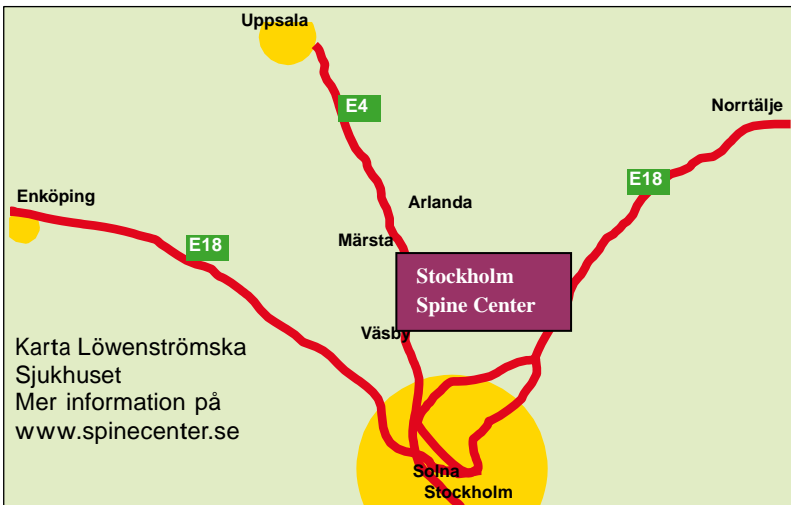 Uppsala
E4
Norrtälje
E18
Enköping
Arlanda
E18
Märsta
Stockholm
Spine Center
Väsby
Karta Löwenströmska
Sjukhuset
Mer information på
www.spinecenter.se
Solna
Stockholm